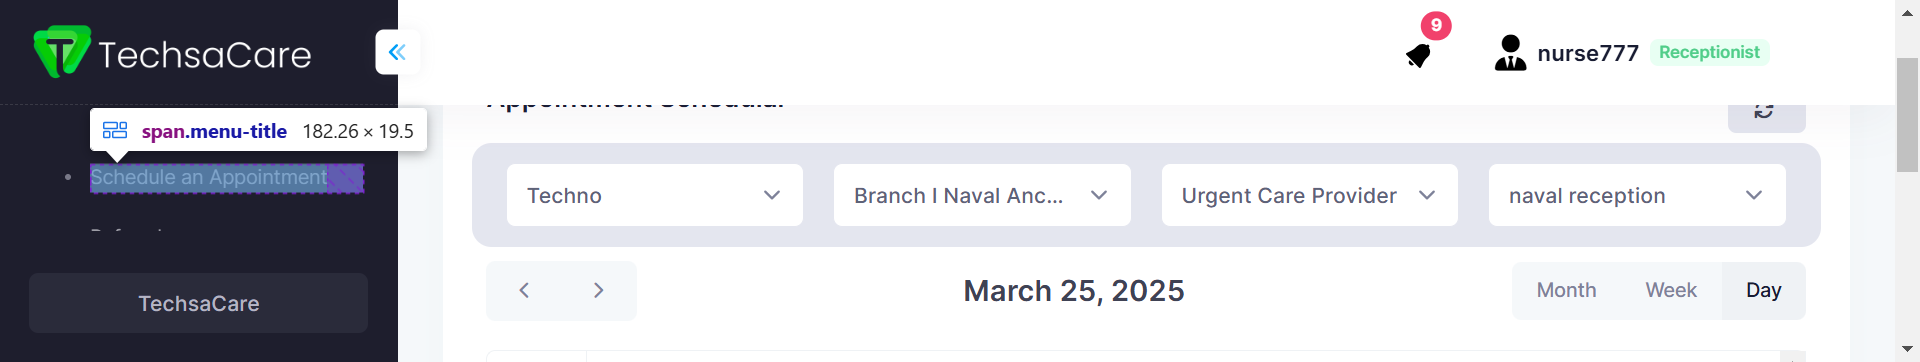 TechsaCare
9
nurse777 Receptionist
Appointment Schedular
span.menu-title 182.26 × 19.5
Schedule an Appointment
Techno
Branch I Naval Anc...
Urgent Care Provider
naval reception
TechsaCare
March 25, 2025
Month Week Day